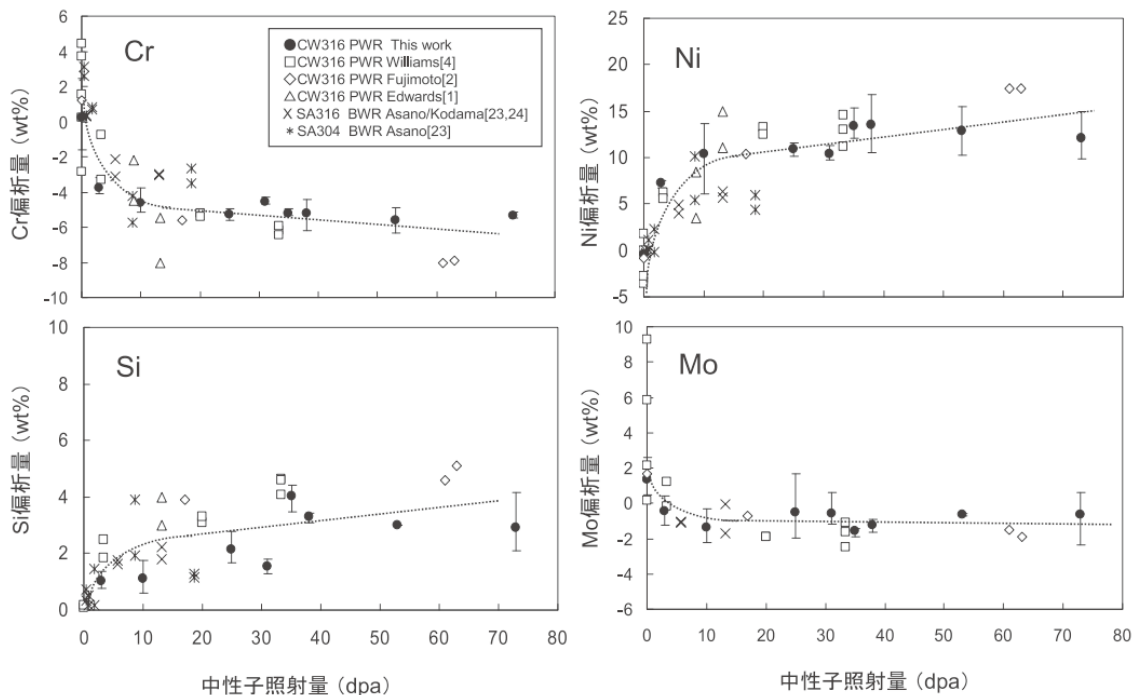 Cr
● CW316 PWR This work
□ CW316 PWR Williams[4]
◇ CW316 PWR Fujimoto[2]
△ CW316 PWR Edwards[1]
× SA316 BWR Asano/Kodama[23,24]
* SA304 BWR Asano[23]
Cr偏析量 (wt%)
6
4
2
0
-2
-4
-6
-8
-10
0 10 20 30 40 50 60 70 80
Ni
Ni偏析量 (wt%)
25
20
15
10
5
0
-5
0 10 20 30 40 50 60 70 80
Si
Si偏析量 (wt%)
10
8
6
4
2
0
0 10 20 30 40 50 60 70 80
中性子照射量 (dpa)
Mo
Mo偏析量 (wt%)
10
8
6
4
2
0
-2
-4
-6
0 10 20 30 40 50 60 70 80
中性子照射量 (dpa)